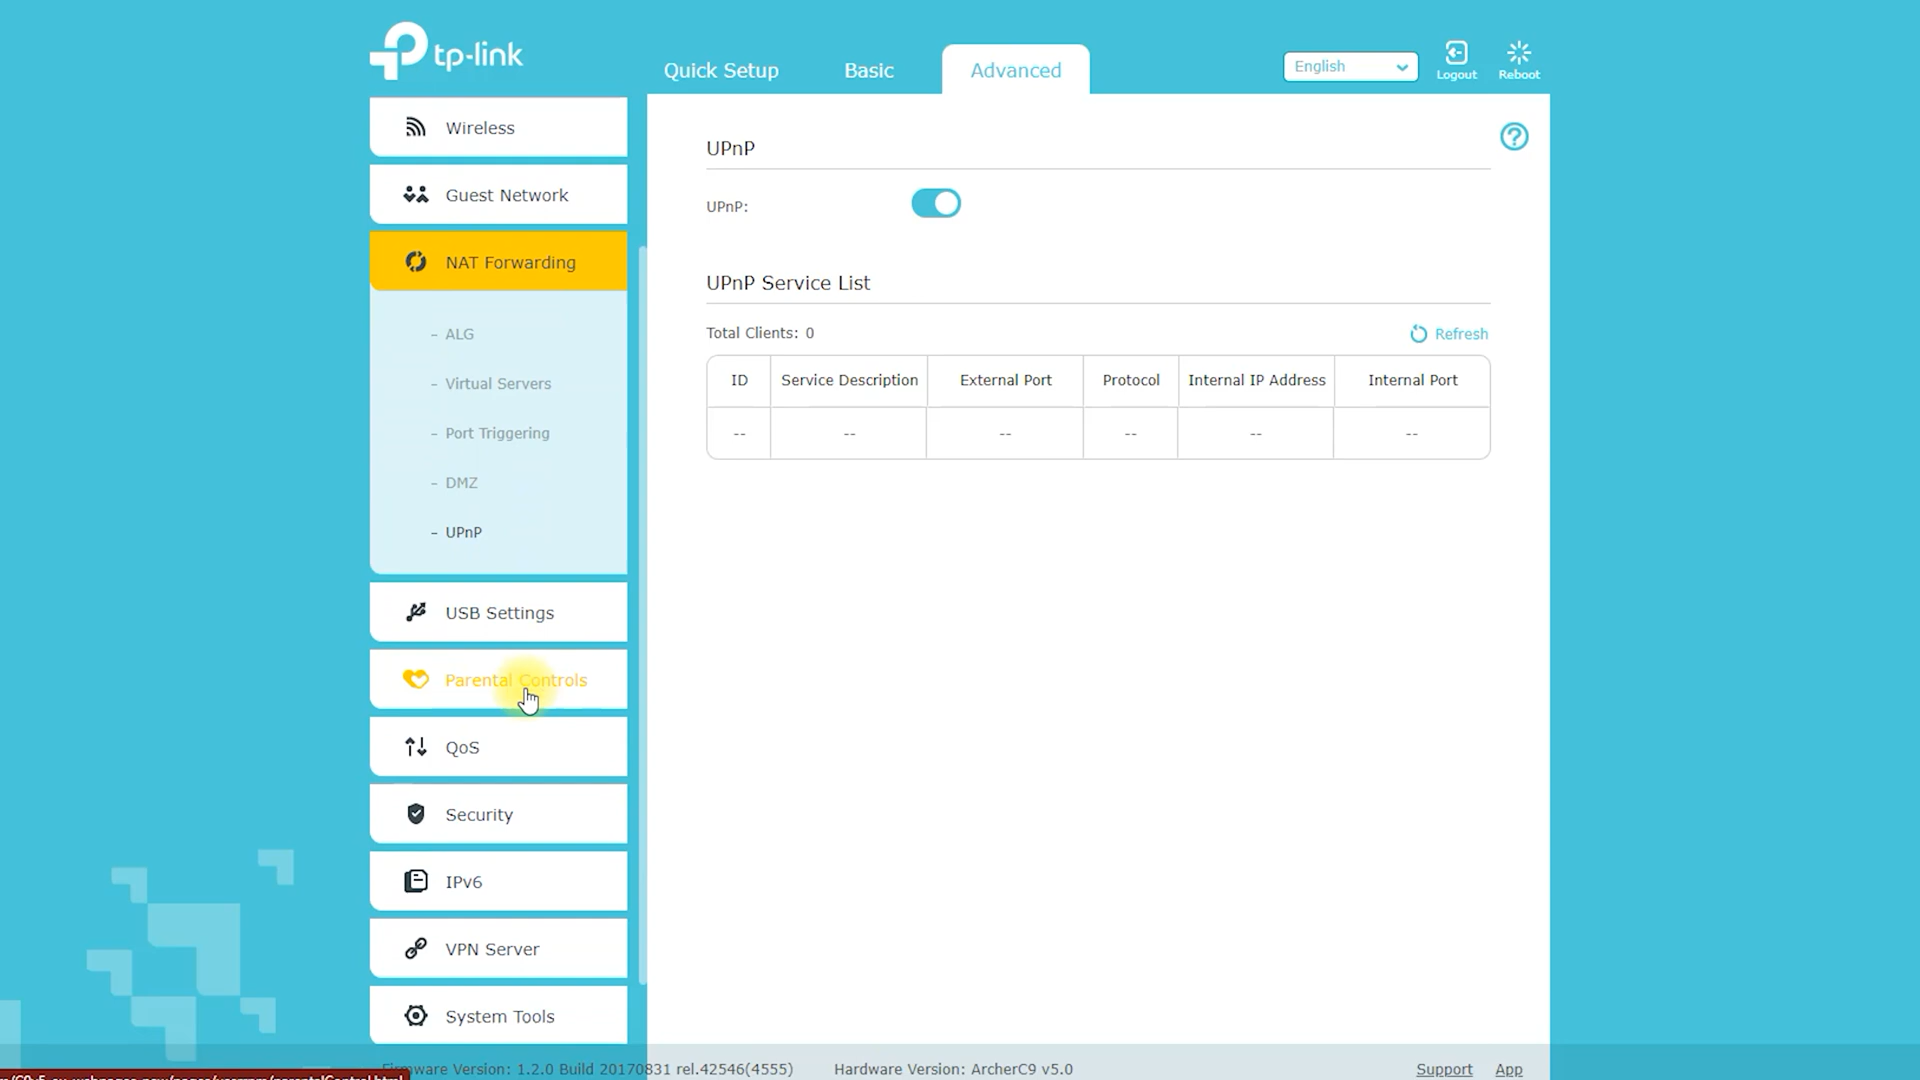 tp-link
Quick Setup
Basic
Advanced
English
Logout
Reboot
Wireless
Guest Network
NAT Forwarding
- ALG
- Virtual Servers
- Port Triggering
- DMZ
- UPnP
USB Settings
Parental Controls
QoS
Security
IPv6
VPN Server
System Tools
UPnP
UPnP:
UPnP Service List
Total Clients: 0
Refresh
ID Service Description External Port Protocol Internal IP Address Internal Port
-- -- -- -- -- --
Firmware Version: 1.2.0 Build 20170831 rel.42546(4555) Hardware Version: ArcherC9 v5.0 Support App